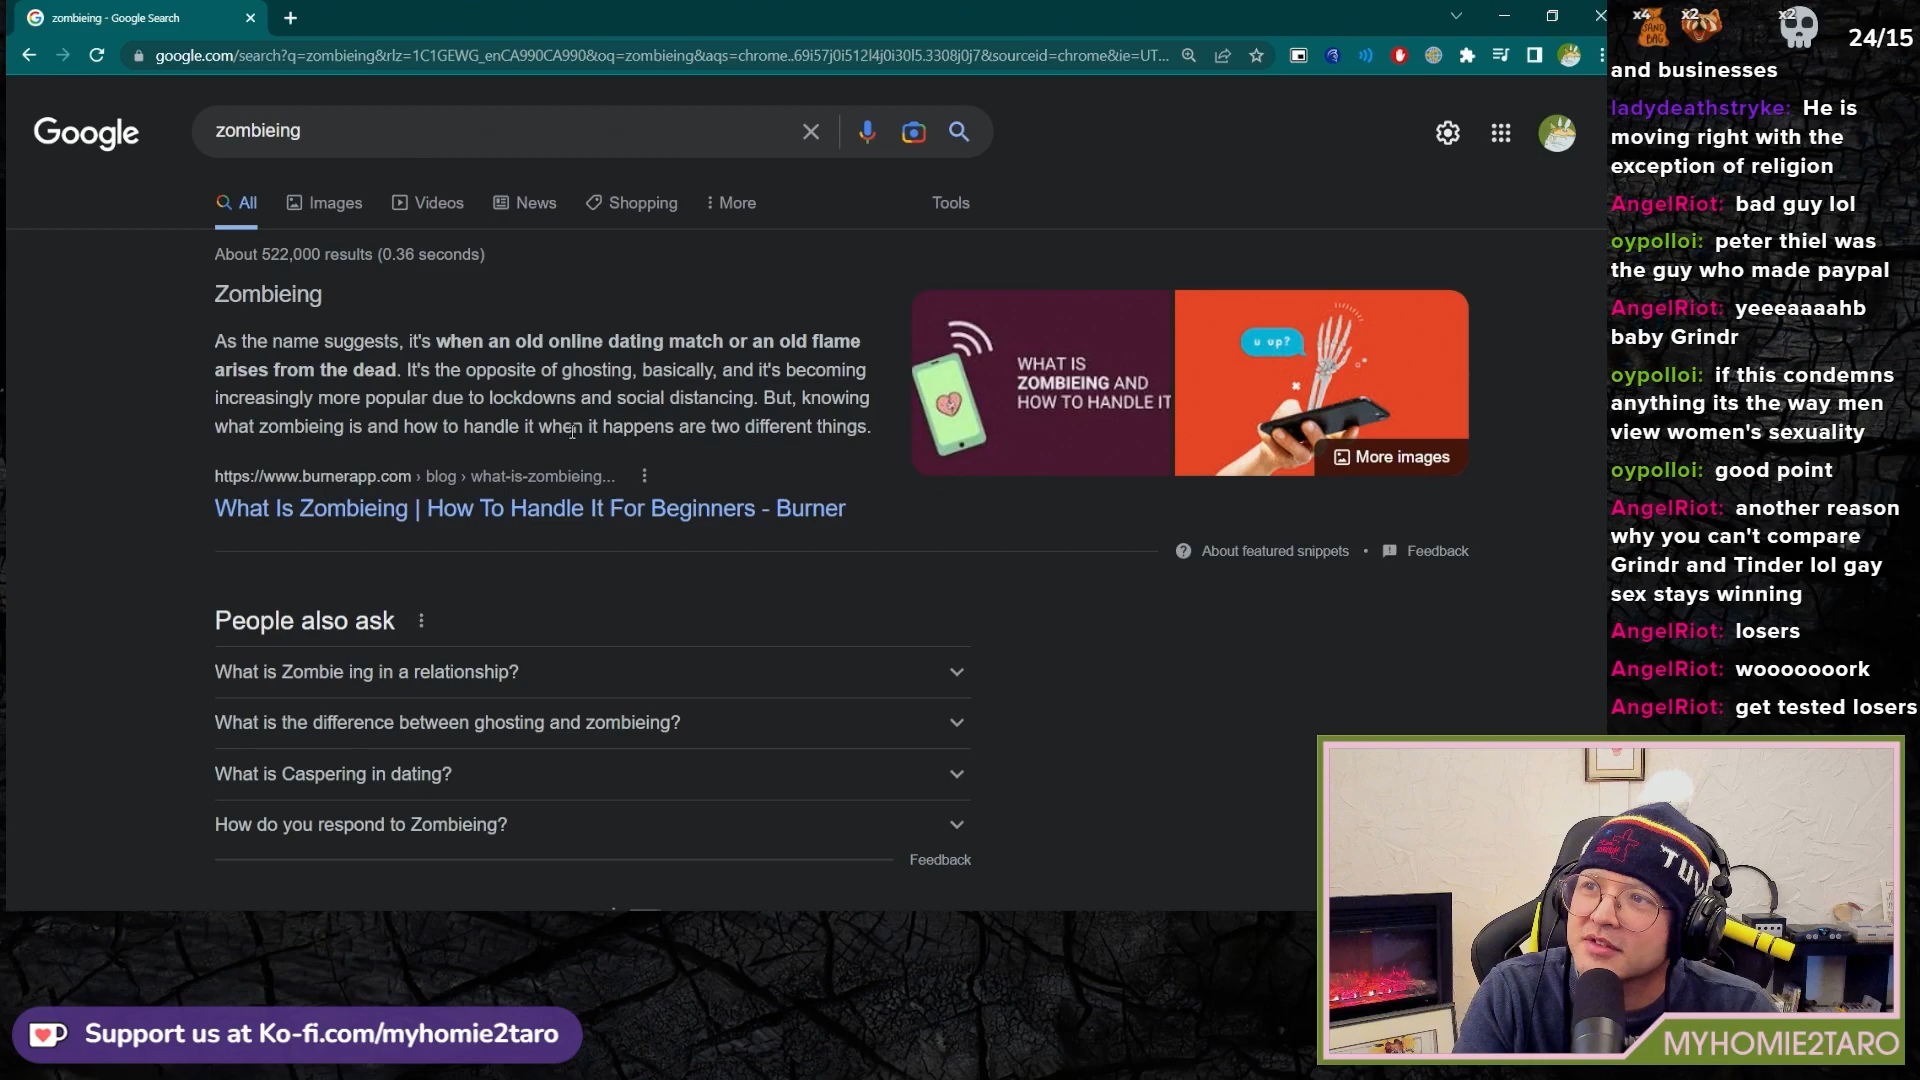 zombieing - Google Search
google.com/search?q=zombieing&rlz=1C1GEWG_enCA990CA990&oq=zombieing&aqs=chrome..69i57j0i512l4j0i30l5.3308j0j7&sourceid=chrome&ie=UT...
Google
zombieing
All
Images
Videos
News
Shopping
More
Tools
About 522,000 results (0.36 seconds)
Zombieing
As the name suggests, it's when an old online dating match or an old flame
arises from the dead. It's the opposite of ghosting, basically, and it's becoming
increasingly more popular due to lockdowns and social distancing. But, knowing
what zombieing is and how to handle it when it happens are two different things.
WHAT IS
ZOMBIEING AND
HOW TO HANDLE IT
u up?
More images
https://www.burnerapp.com › blog › what-is-zombieing...
What Is Zombieing | How To Handle It For Beginners - Burner
About featured snippets • Feedback
People also ask
What is Zombie ing in a relationship?
What is the difference between ghosting and zombieing?
What is Caspering in dating?
How do you respond to Zombieing?
Feedback
x4
SAND
BAG
x2
x2
24/15
and businesses
ladydeathstryke: He is
moving right with the
exception of religion
AngelRiot: bad guy lol
oypolloi: peter thiel was
the guy who made paypal
AngelRiot: yeeeaaaahb
baby Grindr
oypolloi: if this condemns
anything its the way men
view women's sexuality
oypolloi: good point
AngelRiot: another reason
why you can't compare
Grindr and Tinder lol gay
sex stays winning
AngelRiot: losers
AngelRiot: wooooooork
AngelRiot: get tested losers
TUV
MYHOMIE2TARO
Support us at Ko-fi.com/myhomie2taro